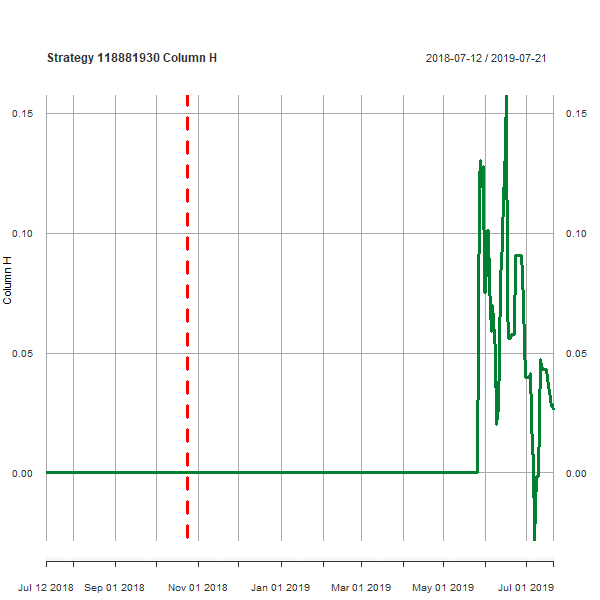 Strategy 118881930 Column H 2018-07-12 / 2019-07-21
0.15 0.15
0.10 0.10
Column H
0.05 0.05
0.00 0.00
Jul 12 2018 Sep 01 2018 Nov 01 2018 Jan 01 2019 Mar 01 2019 May 01 2019 Jul 01 2019